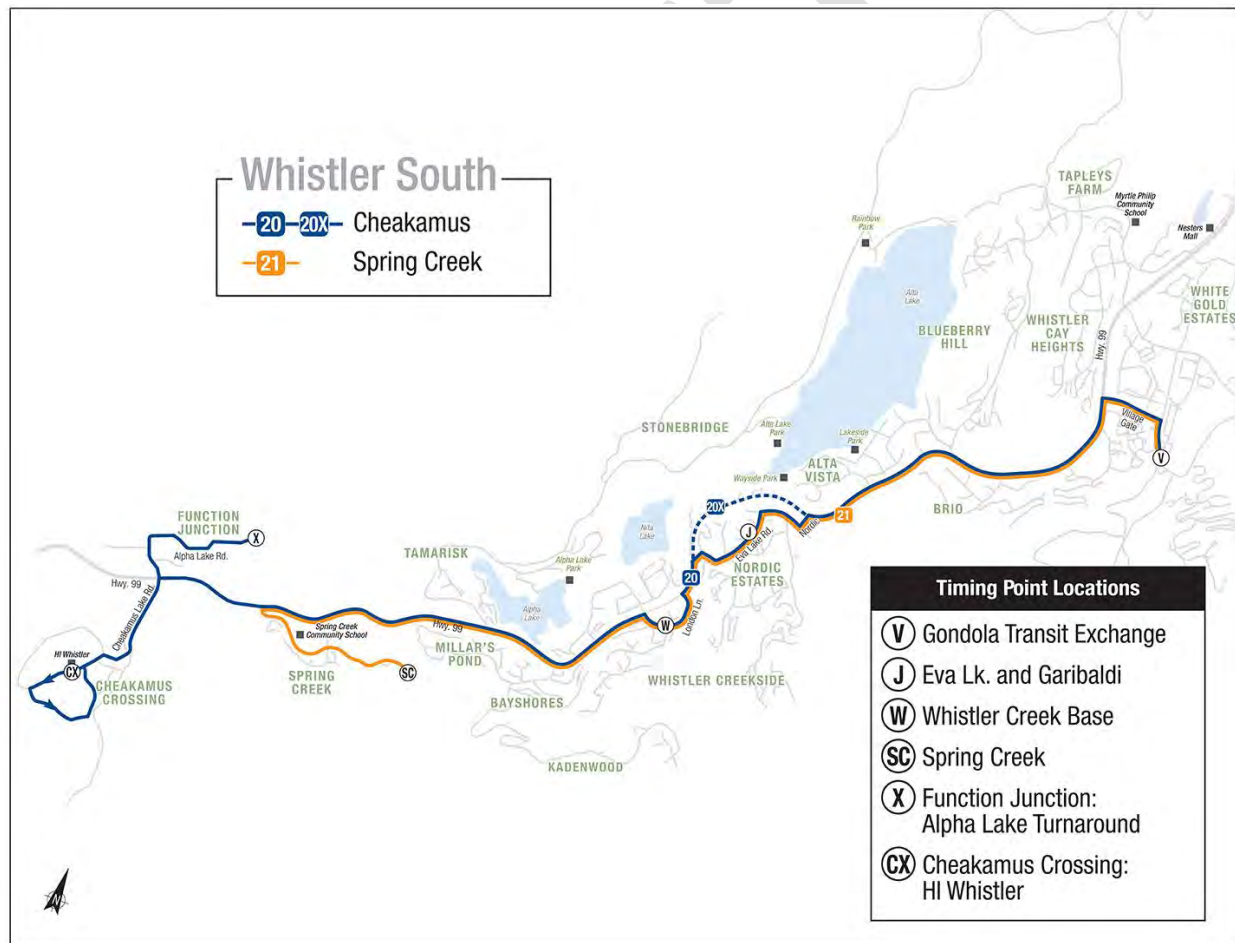 Whistler South
20 20X Cheakamus
21 Spring Creek
TAPLEYS
FARM
Myrtle Philip
Community
School
Nesters
Mall
Rainbow
Park
WHITE
GOLD
ESTATES
Alta
Lake
BLUEBERRY
HILL
WHISTLER
CAY
HEIGHTS
Hwy. 99
Village
Gate
V
STONEBRIDGE
Alta Lake
Park
Lakeside
Park
ALTA
VISTA
Wayside Park
BRIO
20X
21
Nordic
J
Eva Lake Rd.
NORDIC
ESTATES
FUNCTION
JUNCTION
X
Alpha Lake Rd.
TAMARISK
Nita
Lake
Alpha Lake
Park
20
Hwy. 99
Cheakamus Lake Rd.
Alpha
Lake
W
London Ln.
Spring Creek
Community School
Hwy. 99
MILLAR'S
POND
HI Whistler
CX
CHEAKAMUS
CROSSING
SPRING
CREEK
SC
WHISTLER CREEKSIDE
BAYSHORES
KADENWOOD
N
Timing Point Locations
V Gondola Transit Exchange
J Eva Lk. and Garibaldi
W Whistler Creek Base
SC Spring Creek
X Function Junction:
Alpha Lake Turnaround
CX Cheakamus Crossing:
HI Whistler